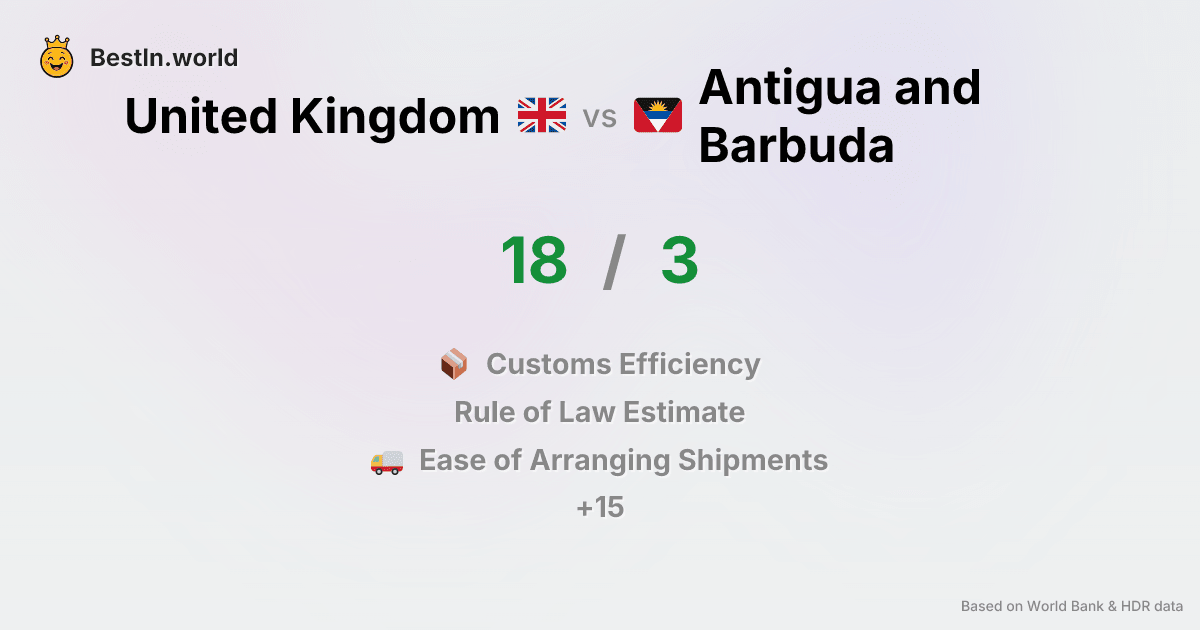 BestIn.world
United Kingdom vs Antigua and
Barbuda
18 / 3
Customs Efficiency
Rule of Law Estimate
Ease of Arranging Shipments
+15
Based on World Bank & HDR data